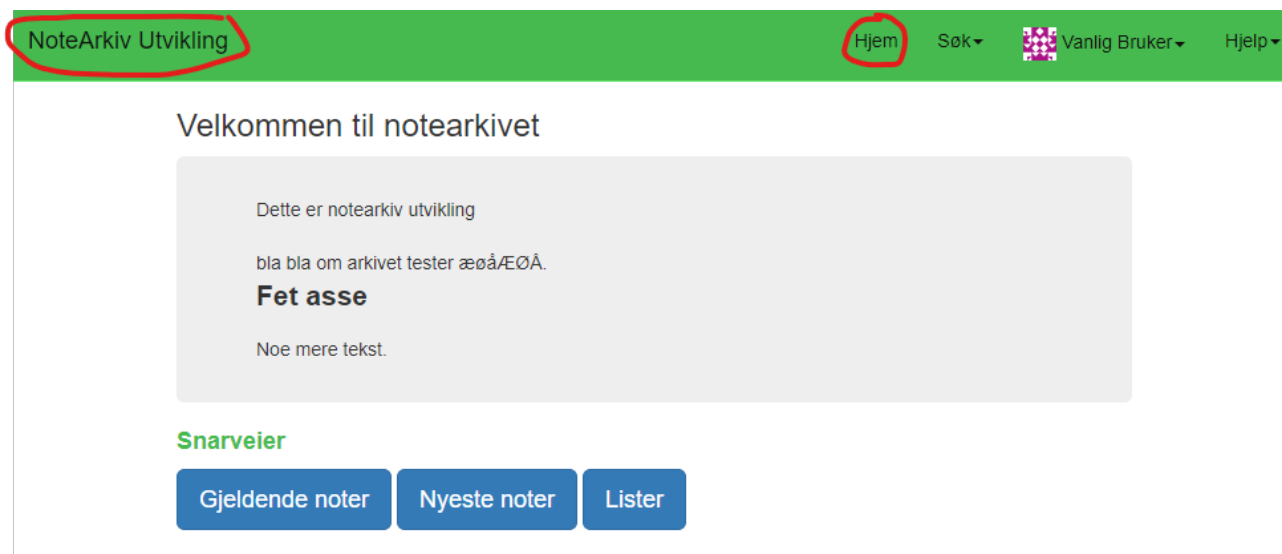 NoteArkiv Utvikling Hjem Søk Vanlig Bruker Hjelp
Velkommen til notearkivet
Dette er notearkiv utvikling
bla bla om arkivet tester æøåÆØÅ.
Fet asse
Noe mere tekst.
Snarveier
Gjeldende noter Nyeste noter Lister